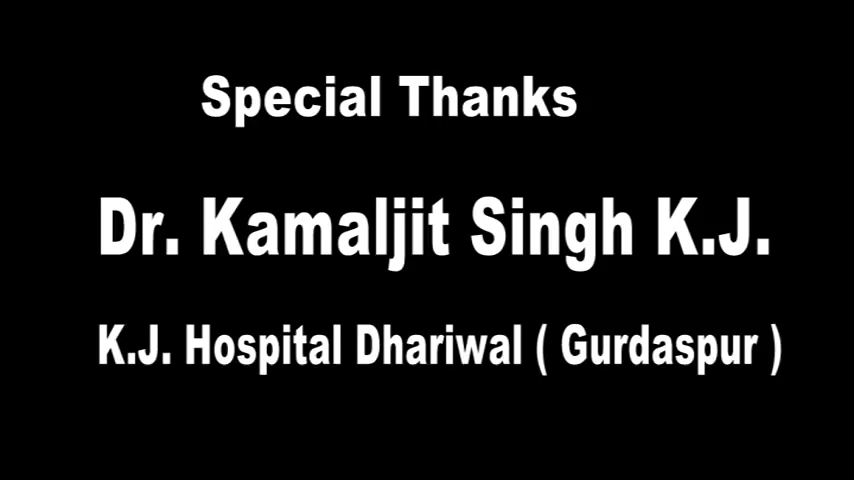 Special Thanks
Dr. Kamaljit Singh K.J.
K.J. Hospital Dhariwal ( Gurdaspur )